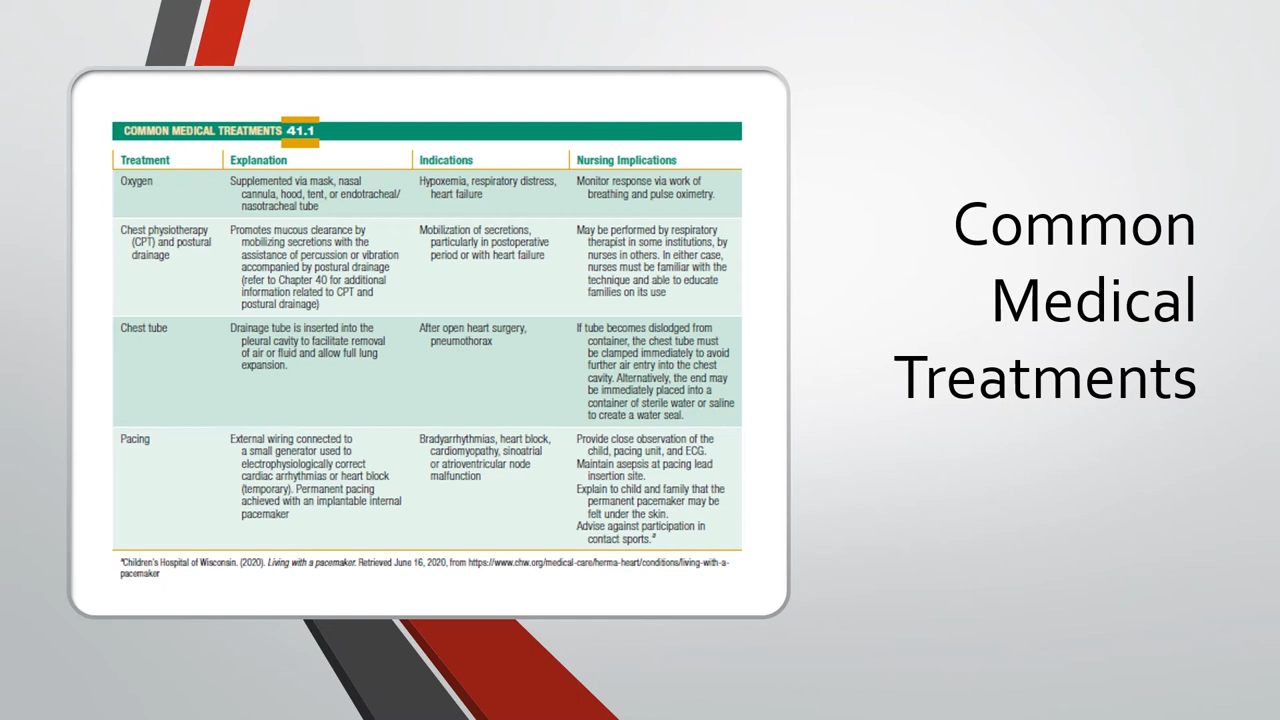 COMMON MEDICAL TREATMENTS 41.1
Treatment
Explanation
Indications
Nursing Implications
Oxygen
Supplemented via mask, nasal
cannula, hood, tent, or endotracheal/
nasotracheal tube
Hypoxemia, respiratory distress,
heart failure
Monitor response via work of
breathing and pulse oximetry.
Chest physiotherapy
(CPT) and postural
drainage
Promotes mucous clearance by
mobilizing secretions with the
assistance of percussion or vibration
accompanied by postural drainage
(refer to Chapter 40 for additional
information related to CPT and
postural drainage)
Mobilization of secretions,
particularly in postoperative
period or with heart failure
May be performed by respiratory
therapist in some institutions, by
nurses in others. In either case,
nurses must be familiar with the
technique and able to educate
families on its use
Chest tube
Drainage tube is inserted into the
pleural cavity to facilitate removal
of air or fluid and allow full lung
expansion.
After open heart surgery,
pneumothorax
If tube becomes dislodged from
container, the chest tube must
be clamped immediately to avoid
further air entry into the chest
cavity. Alternatively, the end may
be immediately placed into a
container of sterile water or saline
to create a water seal.
Pacing
External wiring connected to
a small generator used to
electrophysiologically correct
cardiac arrhythmias or heart block
(temporary). Permanent pacing
achieved with an implantable internal
pacemaker
Bradyarrhythmias, heart block,
cardiomyopathy, sinoatrial
or atrioventricular node
malfunction
Provide close observation of the
child, pacing unit, and ECG.
Maintain asepsis at pacing lead
insertion site.
Explain to child and family that the
permanent pacemaker may be
felt under the skin.
Advise against participation in
contact sports.a
aChildren's Hospital of Wisconsin. (2020). Living with a pacemaker. Retrieved June 16, 2020, from https://www.chw.org/medical-care/herma-heart/conditions/living-with-a-
pacemaker
Common
Medical
Treatments